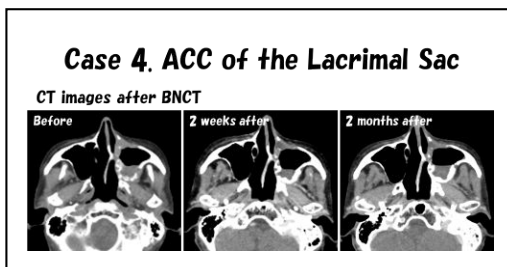 Case 4. ACC of the Lacrimal Sac
CT images after BNCT
Before
2 weeks after
2 months after